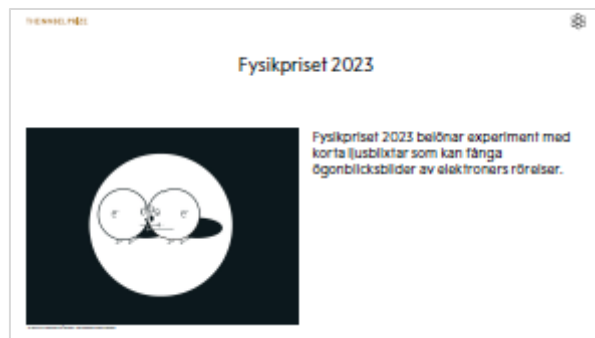 THE NOBEL PRIZE
Fysikpriset 2023
Fysikpriset 2023 belönar experiment med
korta ljusblixtar som kan fånga
ögonblicksbilder av elektroners rörelser.